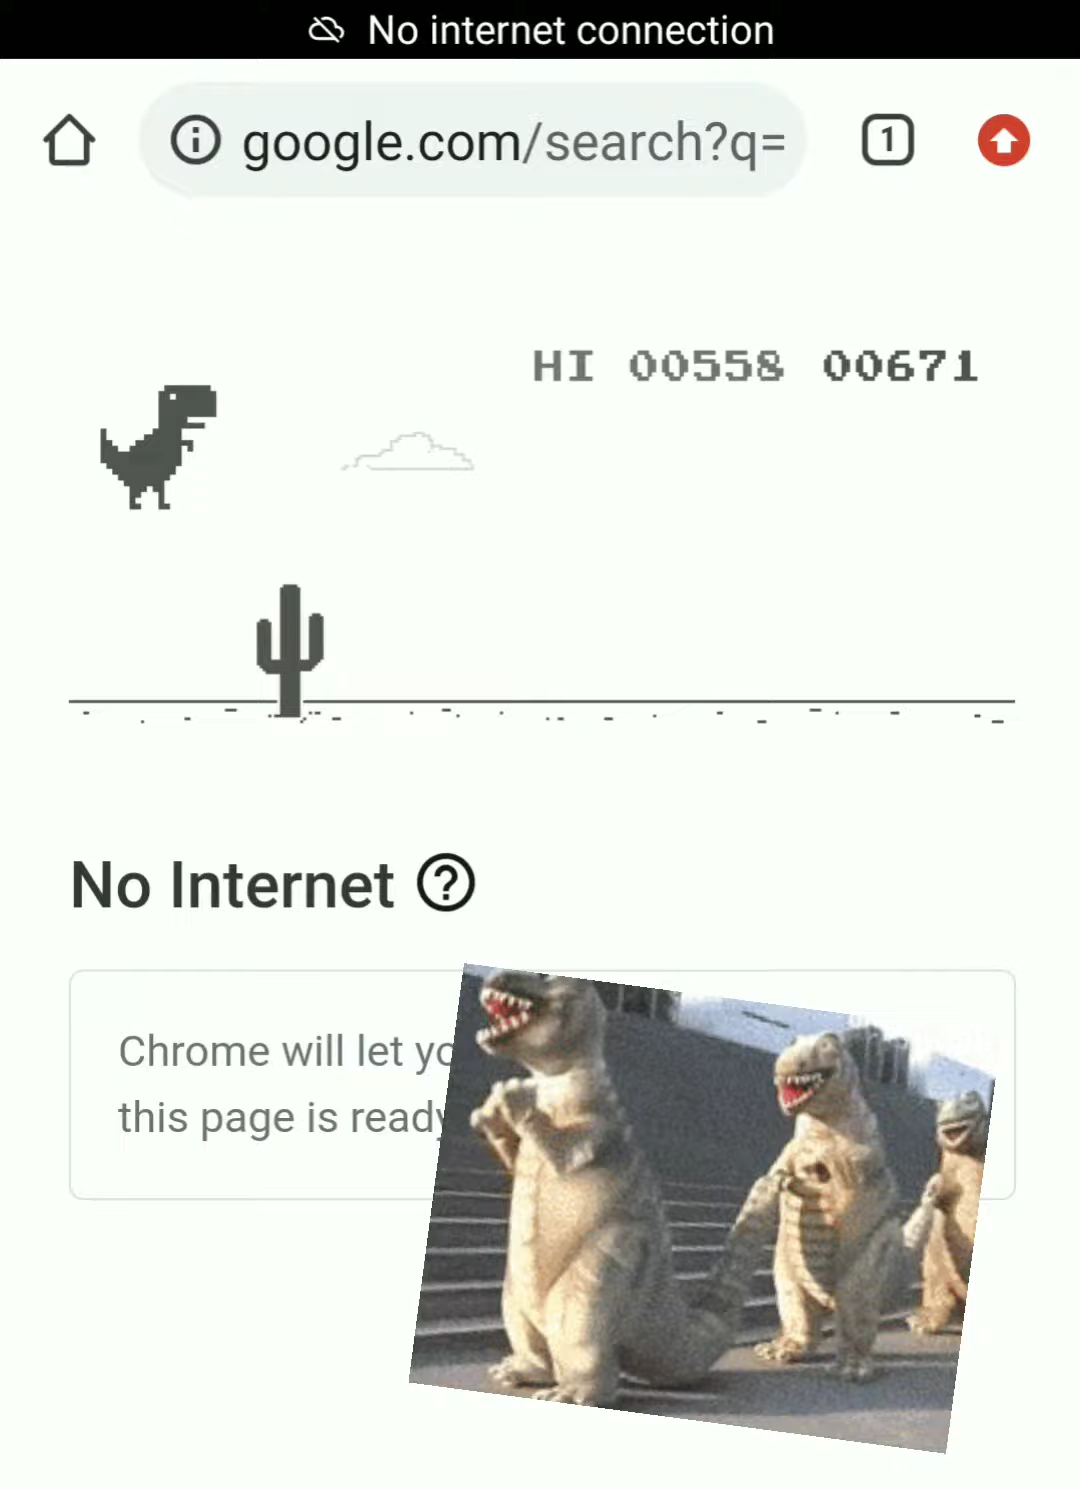 No internet connection
google.com/search?q=
1
HI 00558 00671
No Internet
Chrome will let
this page is ready